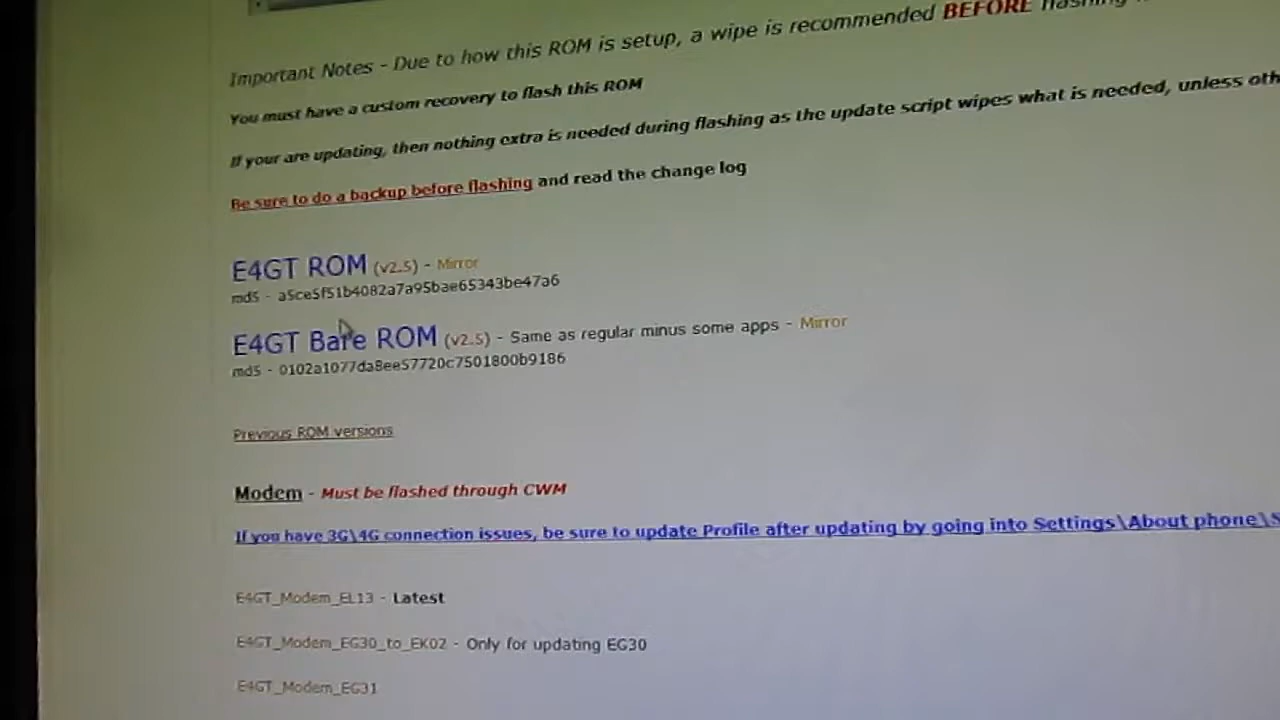 Important Notes - Due to how this ROM is setup, a wipe is recommended BEFORE flashing
You must have a custom recovery to flash this ROM
If your are updating, then nothing extra is needed during flashing as the update script wipes what is needed, unless
Be sure to do a backup before flashing and read the change log
E4GT ROM (v2.5) - Mirror
md5 - a5ce5f51b4082a7a95bae65343be47a6
E4GT Bare ROM (v2.5) - Same as regular minus some apps - Mirror
md5 - 0102a1077da8ee57720c7501800b9186
Previous ROM versions
Modem - Must be flashed through CWM
If you have 3G\4G connection issues, be sure to update Profile after updating by going into Settings\About phone\S
E4GT_Modem_EL13 - Latest
E4GT_Modem_EG30_to_EK02 - Only for updating EG30
E4GT_Modem_EG31